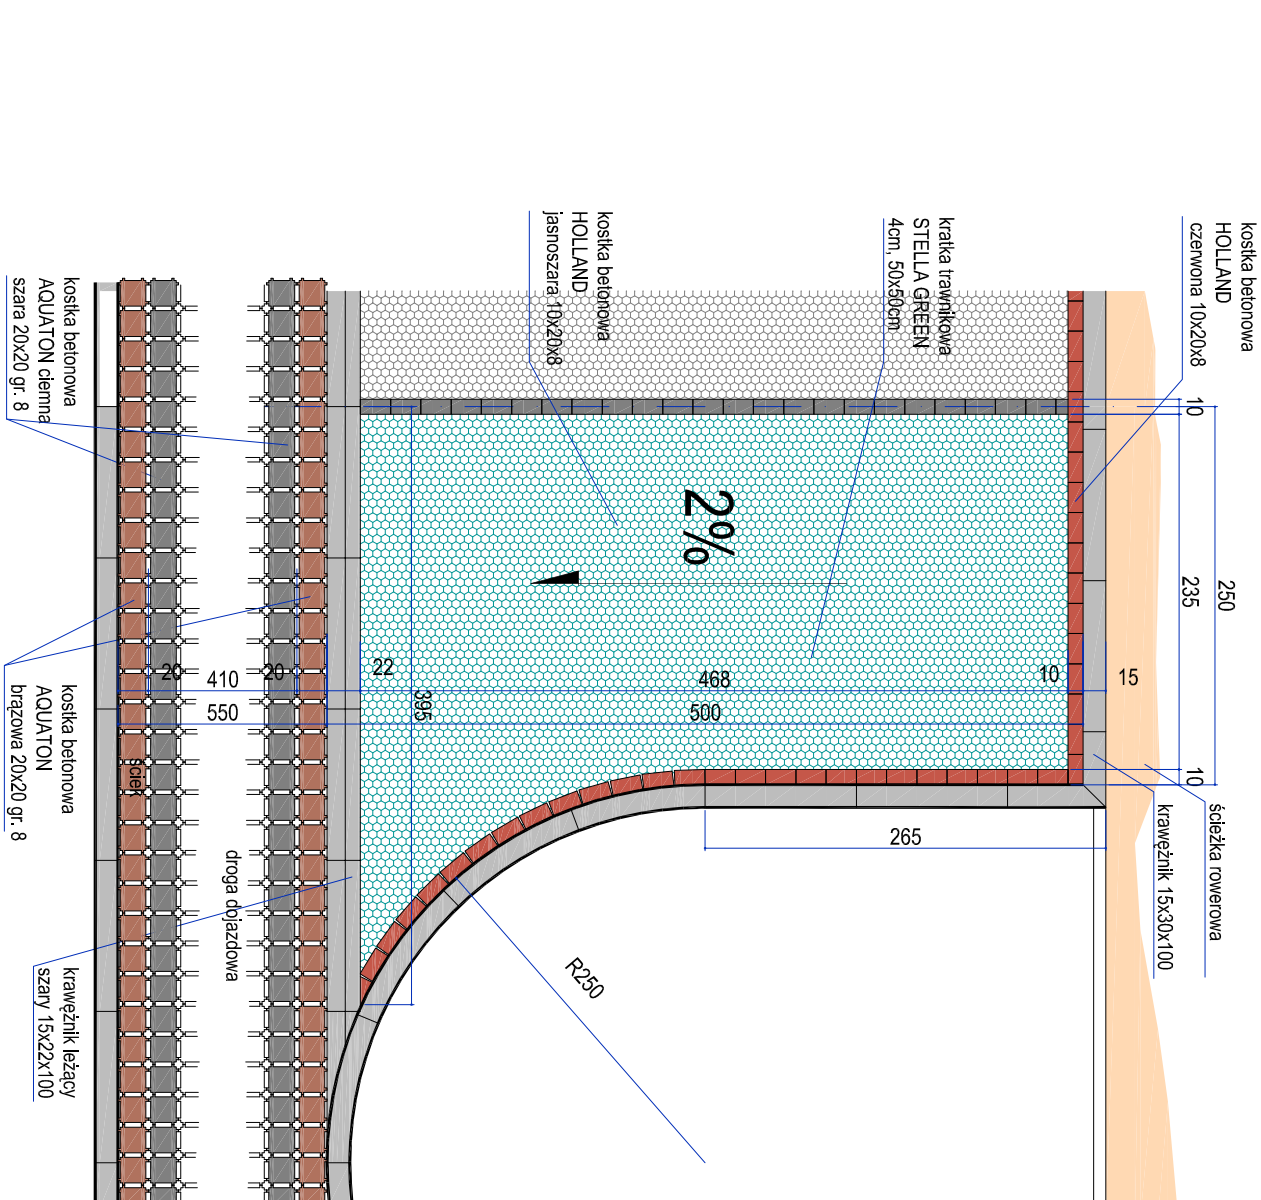 kostka betonowa
HOLLAND
czerwona 10x20x8
kratka trawnikowa
STELLA GREEN
4cm, 50x50cm
kostka betonowa
HOLLAND
jasnoszara 10x20x8
kostka betonowa
AQUATON ciemna
szara 20x20 gr. 8
10
250
235
10
2%
20
410
20
22
468
10
15
550
395
500
kostka betonowa
AQUATON
brązowa 20x20 gr. 8
ściek
265
ścieżka rowerowa
krawężnik 15x30x100
droga dojazdowa
R250
krawężnik leżący
szary 15x22x100